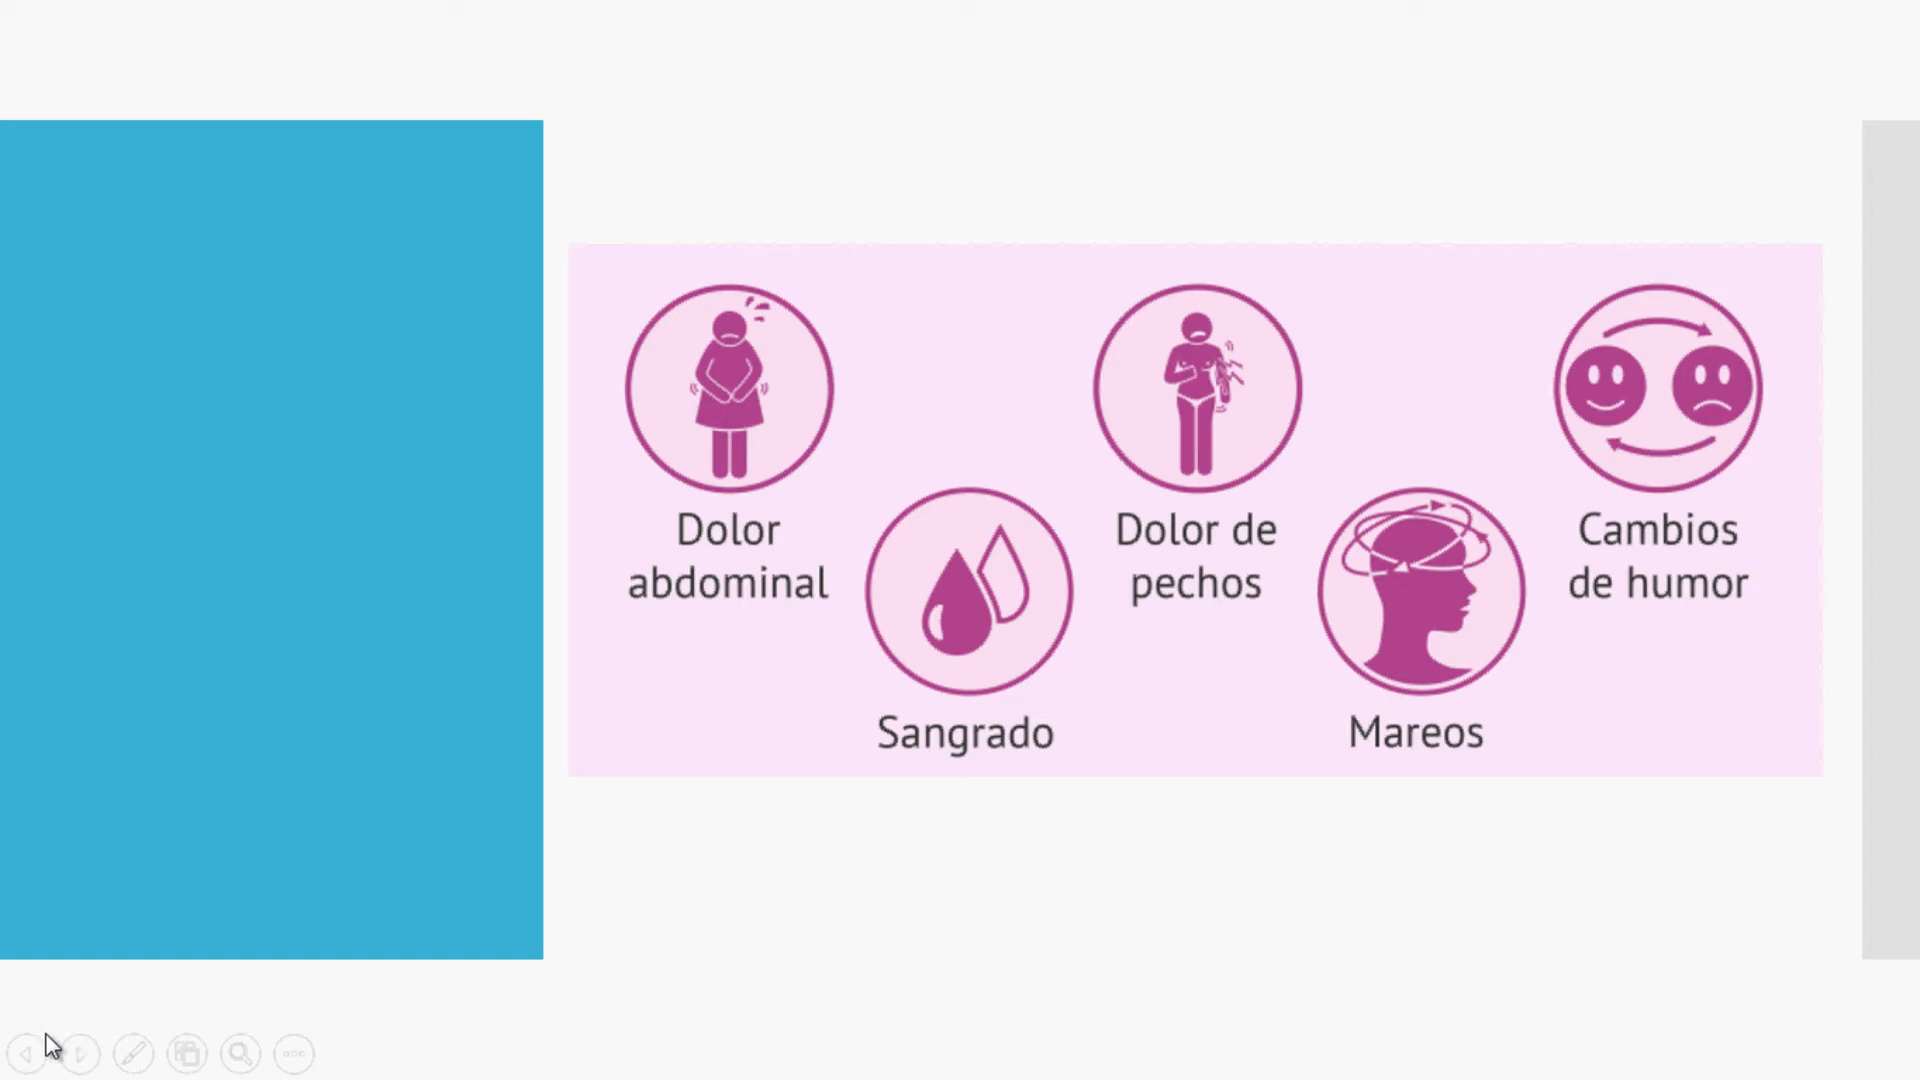 Dolor
abdominal
Sangrado
Dolor de
pechos
Mareos
Cambios
de humor